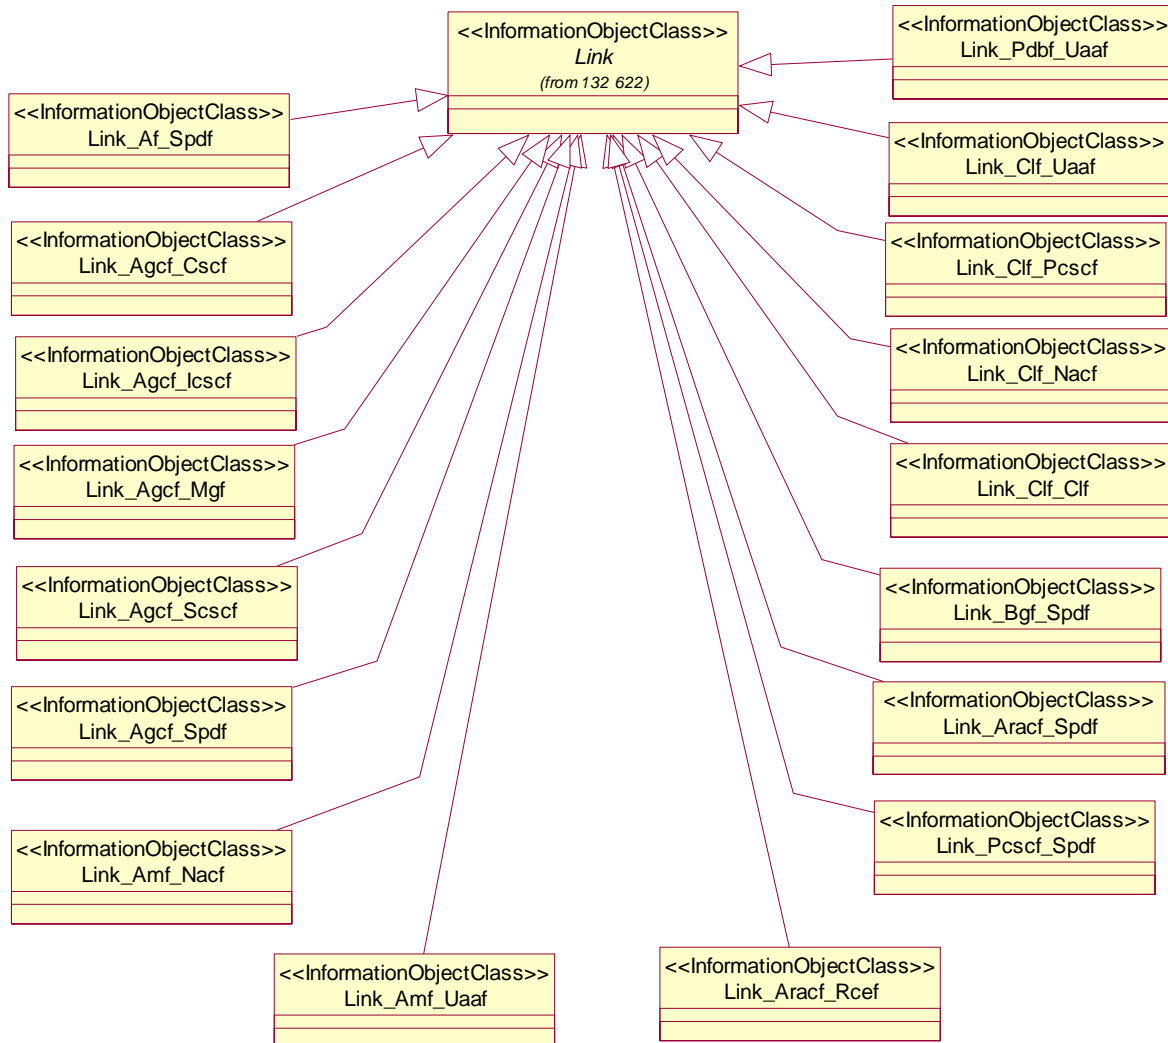 <<InformationObjectClass>>
Link
(from 132 622)
<<InformationObjectClass>>
Link_Pdbf_Uaaf
<<InformationObjectClass>>
Link_Af_Spdf
<<InformationObjectClass>>
Link_Clf_Uaaf
<<InformationObjectClass>>
Link_Agcf_Cscf
<<InformationObjectClass>>
Link_Clf_Pcscf
<<InformationObjectClass>>
Link_Agcf_Icscf
<<InformationObjectClass>>
Link_Clf_Nacf
<<InformationObjectClass>>
Link_Agcf_Mgf
<<InformationObjectClass>>
Link_Clf_Clf
<<InformationObjectClass>>
Link_Agcf_Scscf
<<InformationObjectClass>>
Link_Bgf_Spdf
<<InformationObjectClass>>
Link_Agcf_Spdf
<<InformationObjectClass>>
Link_Aracf_Spdf
<<InformationObjectClass>>
Link_Amf_Nacf
<<InformationObjectClass>>
Link_Pcscf_Spdf
<<InformationObjectClass>>
Link_Amf_Uaaf
<<InformationObjectClass>>
Link_Aracf_Rcef